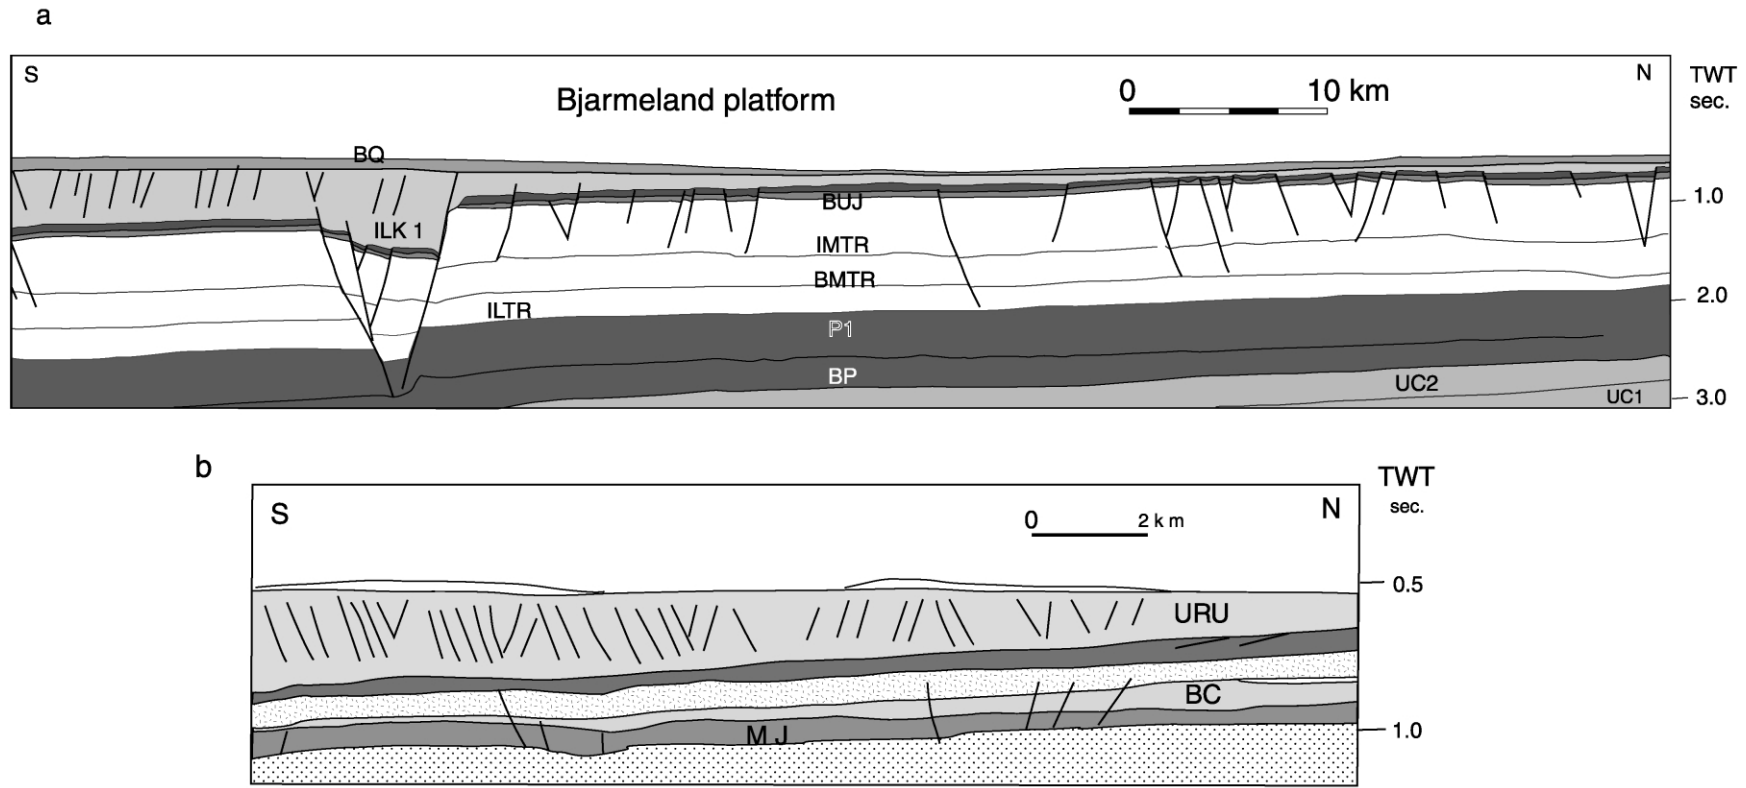 a
S
N
TWT
sec.
Bjarmeland platform
0
10 km
BQ
1.0
BUJ
ILK 1
IMTR
BMTR
2.0
ILTR
P1
BP
UC2
UC1
3.0
b
TWT
sec.
S
N
0
2 k m
0.5
URU
BC
1.0
M J